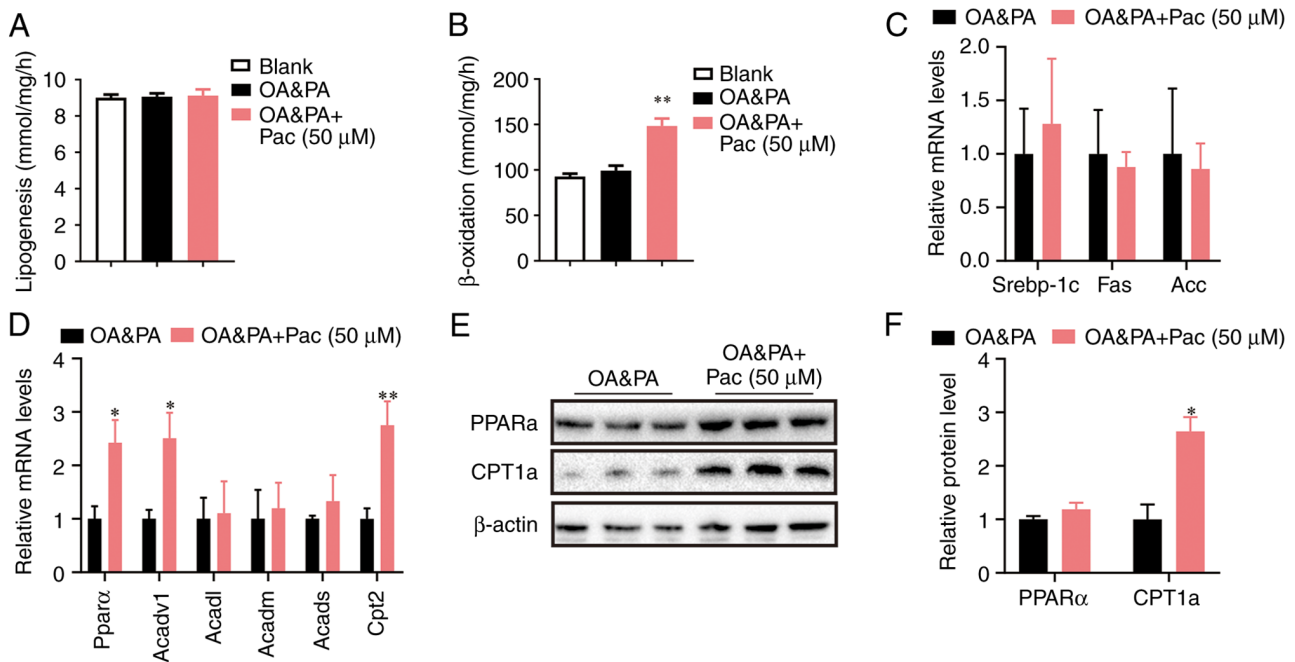 A
Lipogenesis (mmol/mg/h)
10
8
6
4
2
0
Blank
OA&PA
OA&PA+
Pac (50 μM)
B
β-oxidation (mmol/mg/h)
200
150
100
50
0
**
Blank
OA&PA
OA&PA+
Pac (50 μM)
C
OA&PA
OA&PA+Pac (50 μM)
Relative mRNA levels
2.0
1.5
1.0
0.5
0.0
Srebp-1c
Fas
Acc
D
OA&PA
OA&PA+Pac (50 μM)
Relative mRNA levels
4
3
2
1
0
*
*
**
Pparα
Acadv1
Acadl
Acadm
Acads
Cpt2
E
OA&PA
OA&PA+
Pac (50 μM)
PPARa
CPT1a
β-actin
F
OA&PA
OA&PA+Pac (50 μM)
Relative protein level
4
3
2
1
0
*
PPARα
CPT1a